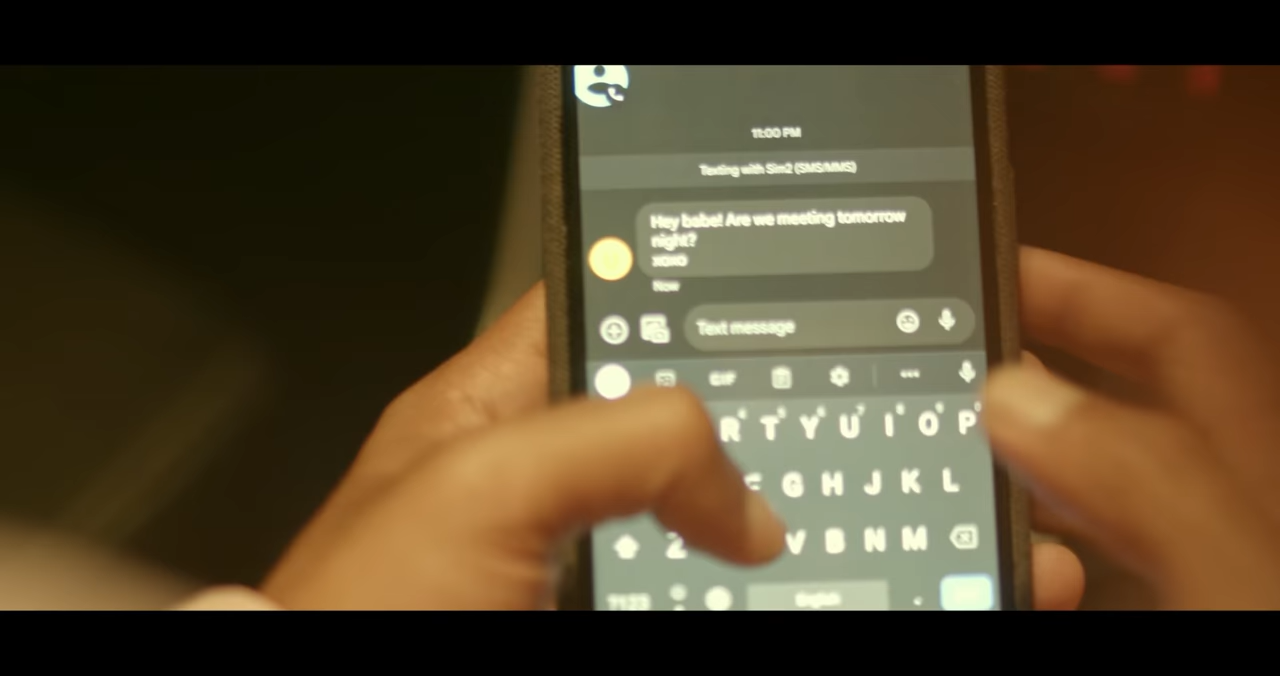 11:00 PM
Texting with Sim2 (SMS/MMS)
Hey babe! Are we meeting tomorrow
night?
xoxo
Now
Text message
GIF
R T Y U I O P
F G H J K L
Z V B N M
English